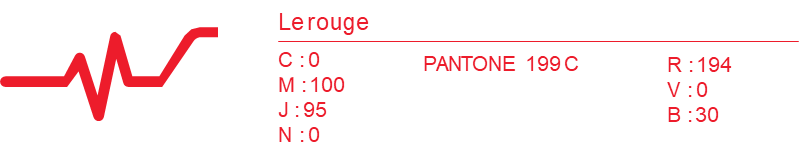 Le rouge
C : 0
M : 100
J : 95
N : 0
PANTONE 199 C
R : 194
V : 0
B : 30